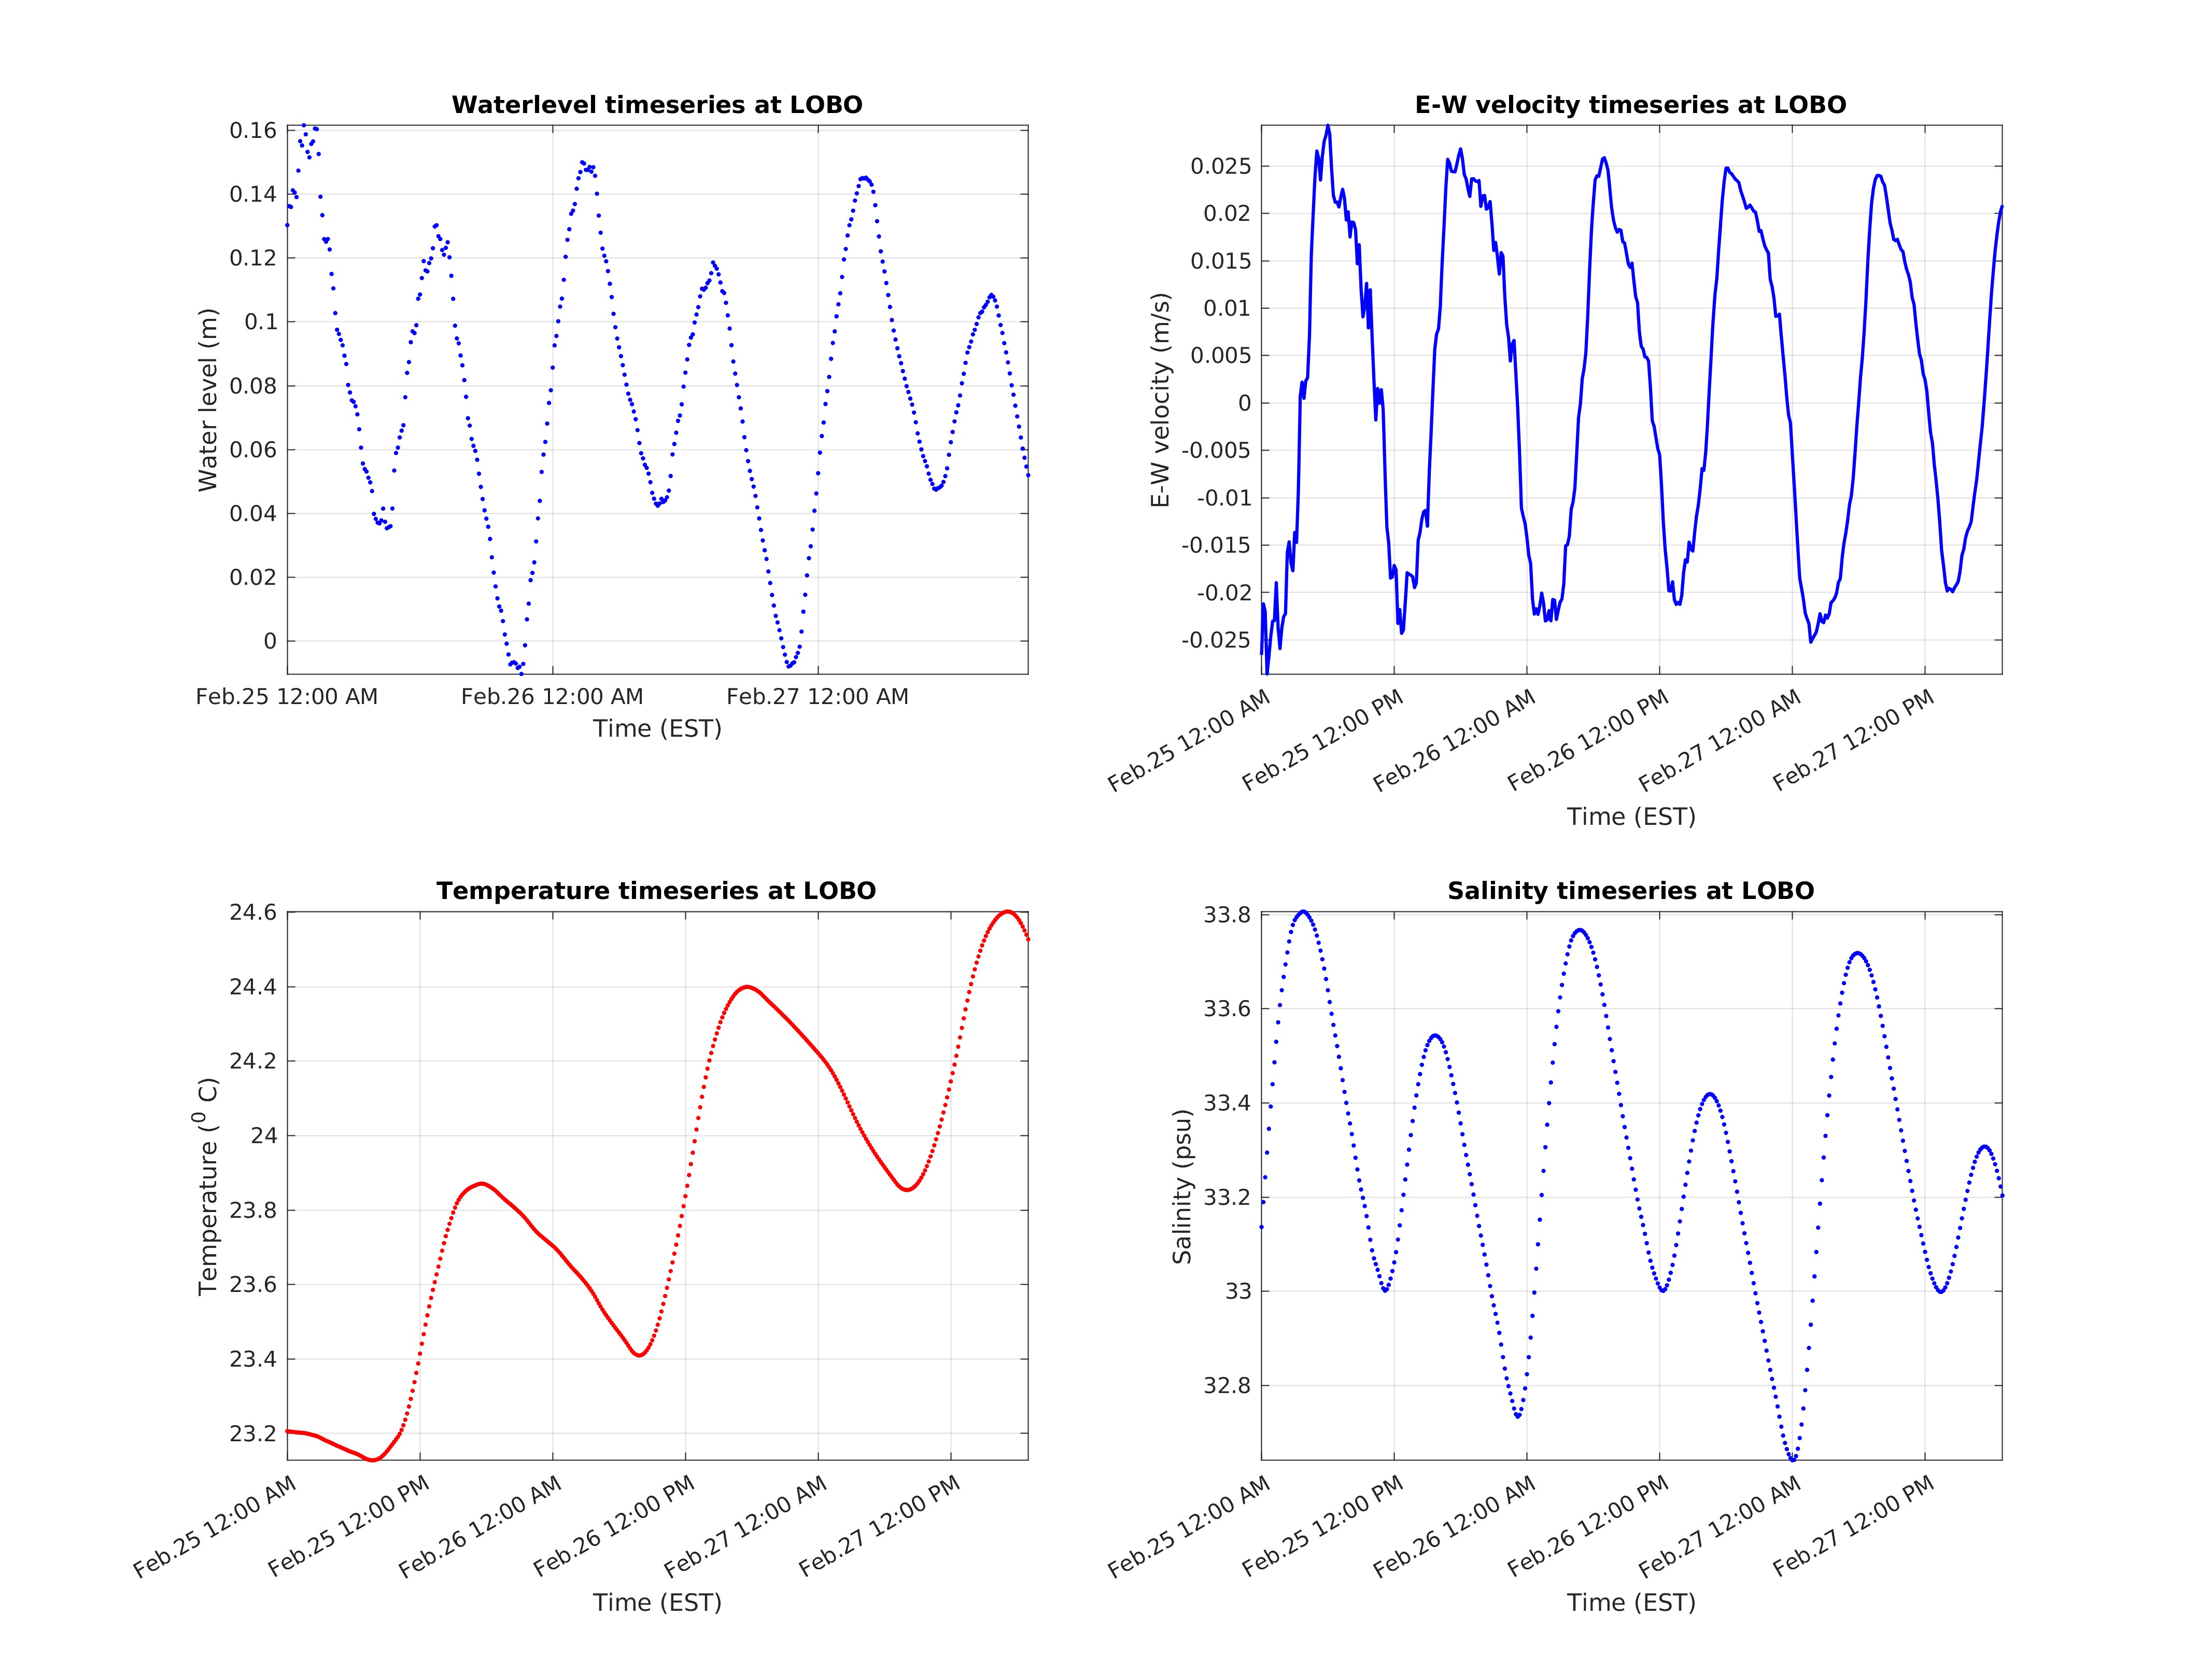 Waterlevel timeseries at LOBO
0.16
0.14
0.12
0.1
0.08
0.06
0.04
0.02
0
Water level (m)
Feb.25 12:00 AM
Feb.26 12:00 AM
Feb.27 12:00 AM
Time (EST)
E-W velocity timeseries at LOBO
0.025
0.02
0.015
0.01
0.005
0
-0.005
-0.01
-0.015
-0.02
-0.025
E-W velocity (m/s)
Feb.25 12:00 AM
Feb.25 12:00 PM
Feb.26 12:00 AM
Feb.26 12:00 PM
Feb.27 12:00 AM
Feb.27 12:00 PM
Time (EST)
Temperature timeseries at LOBO
24.6
24.4
24.2
24
23.8
23.6
23.4
23.2
Temperature (⁰ C)
Feb.25 12:00 AM
Feb.25 12:00 PM
Feb.26 12:00 AM
Feb.26 12:00 PM
Feb.27 12:00 AM
Feb.27 12:00 PM
Time (EST)
Salinity timeseries at LOBO
33.8
33.6
33.4
33.2
33
32.8
Salinity (psu)
Feb.25 12:00 AM
Feb.25 12:00 PM
Feb.26 12:00 AM
Feb.26 12:00 PM
Feb.27 12:00 AM
Feb.27 12:00 PM
Time (EST)